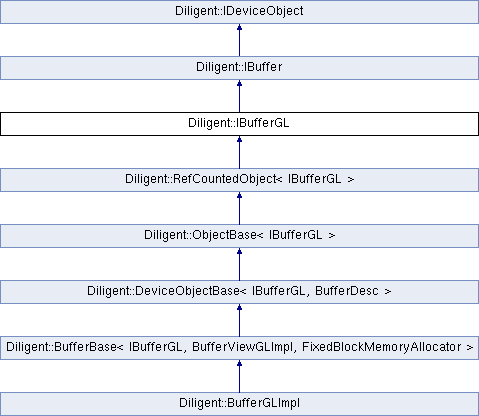 Diligent::IDeviceObject
Diligent::IBuffer
Diligent::IBufferGL
Diligent::RefCountedObject< IBufferGL >
Diligent::ObjectBase< IBufferGL >
Diligent::DeviceObjectBase< IBufferGL, BufferDesc >
Diligent::BufferBase< IBufferGL, BufferViewGLImpl, FixedBlockMemoryAllocator >
Diligent::BufferGLImpl